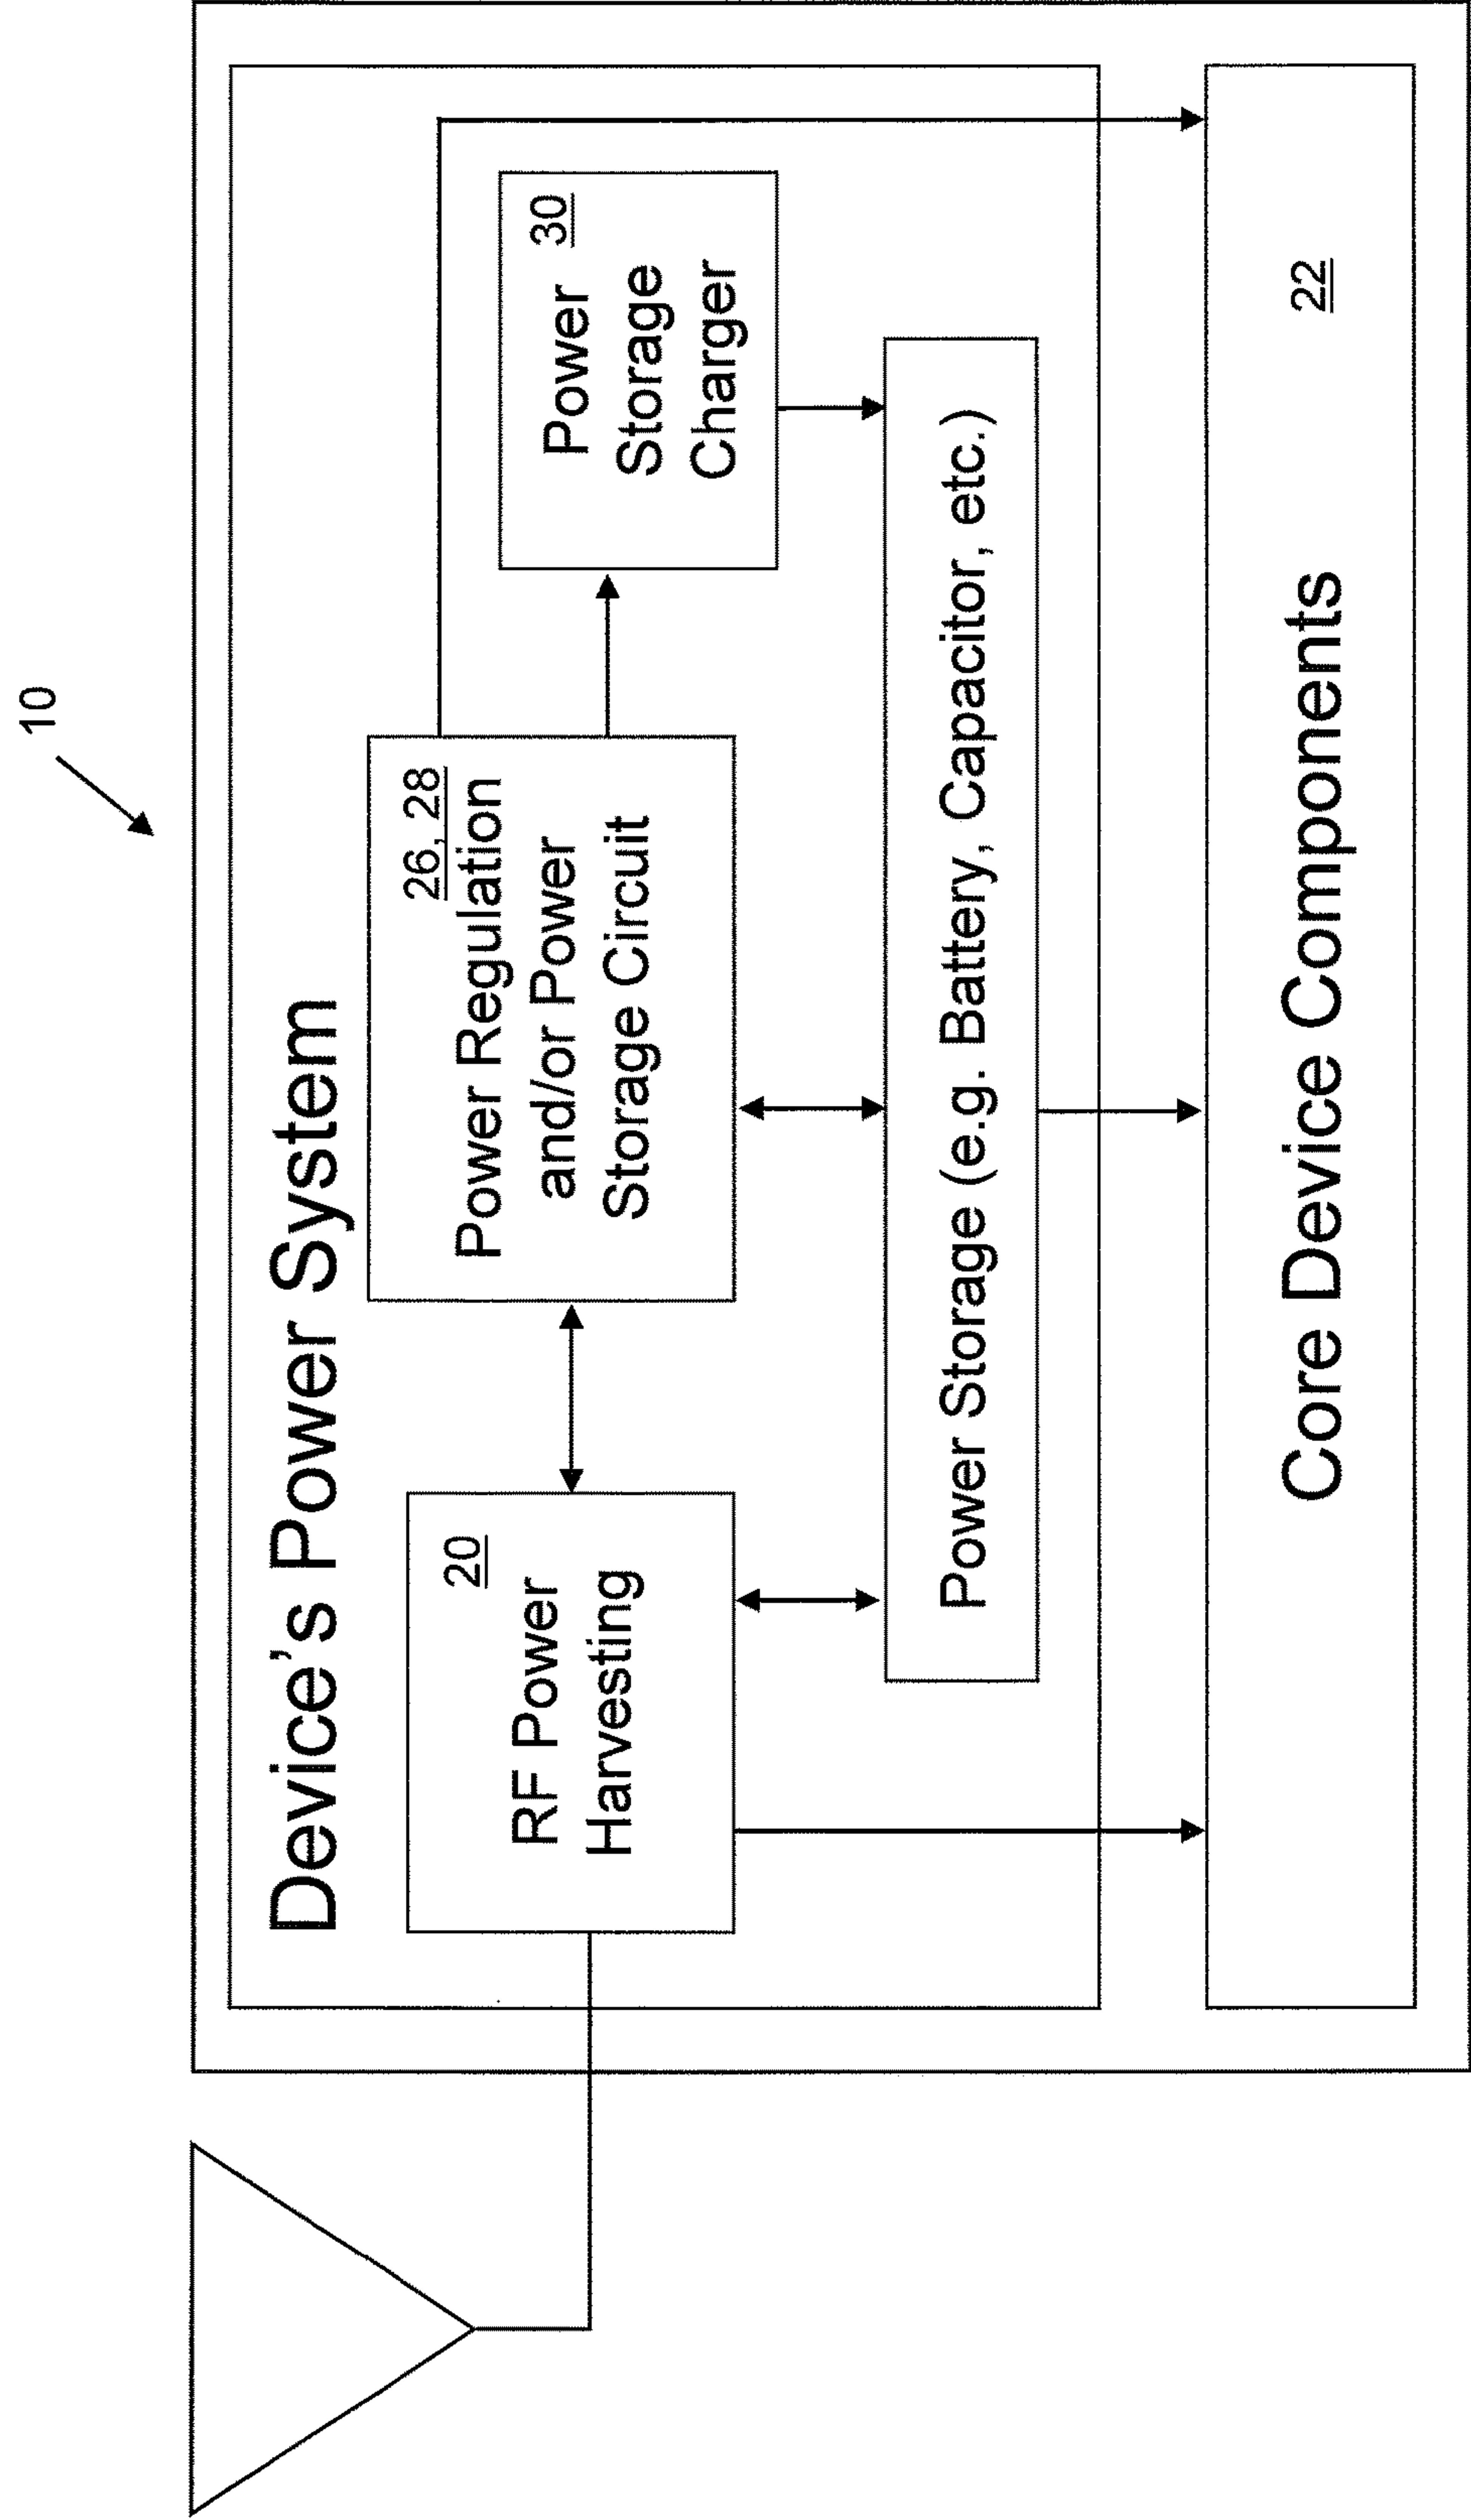 10
Device's Power System
20
RF Power
Harvesting
26, 28
Power Regulation
and/or Power
Storage Circuit
30
Power
Storage
Charger
Power Storage (e.g. Battery, Capacitor, etc.)
22
Core Device Components